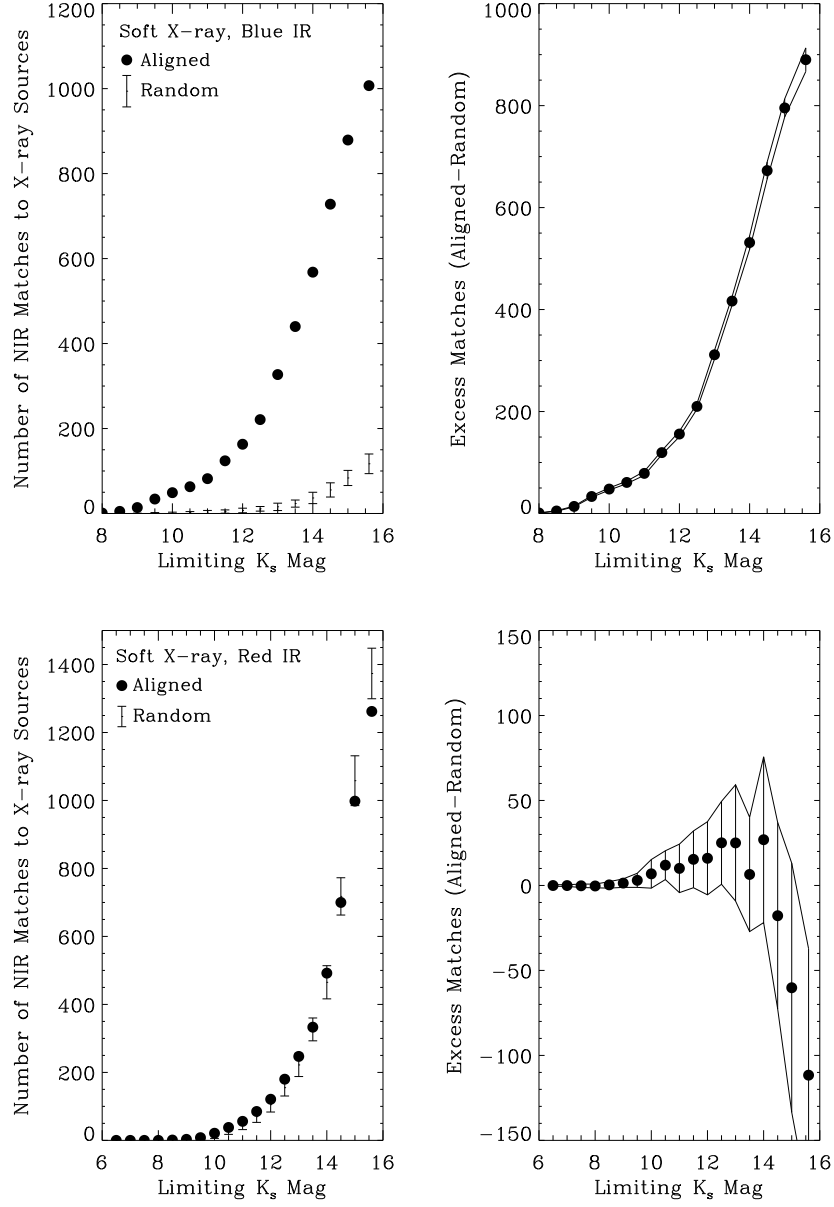 Soft X-ray, Blue IR
Aligned
Random
Number of NIR Matches to X-ray Sources
1200
1000
800
600
400
200
0
8 10 12 14 16
Limiting Ks Mag
Excess Matches (Aligned-Random)
1000
800
600
400
200
0
8 10 12 14 16
Limiting Ks Mag
Soft X-ray, Red IR
Aligned
Random
Number of NIR Matches to X-ray Sources
1400
1200
1000
800
600
400
200
0
6 8 10 12 14 16
Limiting Ks Mag
Excess Matches (Aligned-Random)
150
100
50
0
-50
-100
-150
6 8 10 12 14 16
Limiting Ks Mag